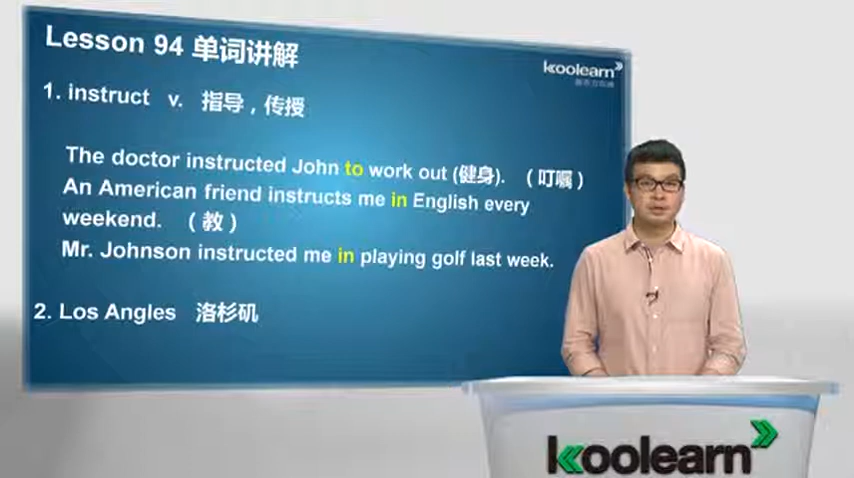 Lesson 94 单词讲解
koolearn
1. instruct v. 指导，传授
The doctor instructed John to work out (健身). （叮嘱）
An American friend instructs me in English every
weekend. （教）
Mr. Johnson instructed me in playing golf last week.
2. Los Angles 洛杉矶
koolearn